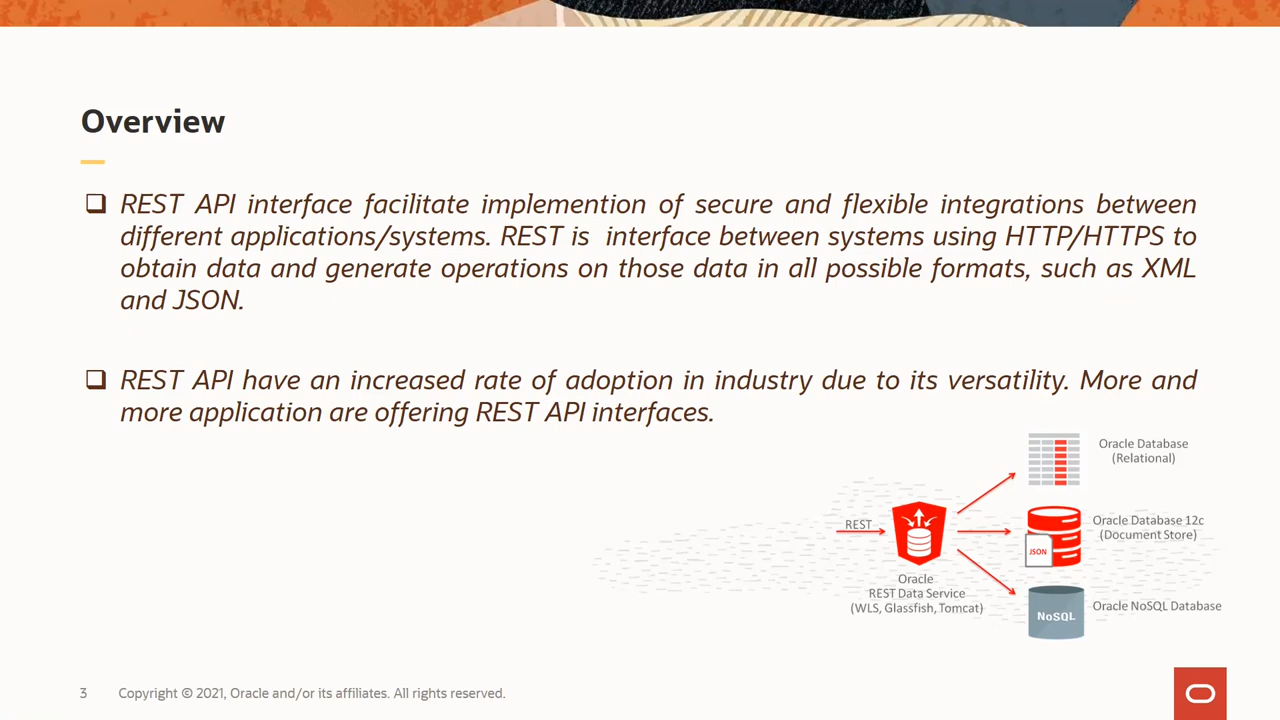 Overview
REST API interface facilitate implemention of secure and flexible integrations between
different applications/systems. REST is interface between systems using HTTP/HTTPS to
obtain data and generate operations on those data in all possible formats, such as XML
and JSON.
REST API have an increased rate of adoption in industry due to its versatility. More and
more application are offering REST API interfaces.
Oracle Database
(Relational)
REST
Oracle Database 12c
(Document Store)
JSON
Oracle
REST Data Service
(WLS, Glassfish, Tomcat)
Oracle NoSQL Database
NoSQL
3 Copyright © 2021, Oracle and/or its affiliates. All rights reserved.